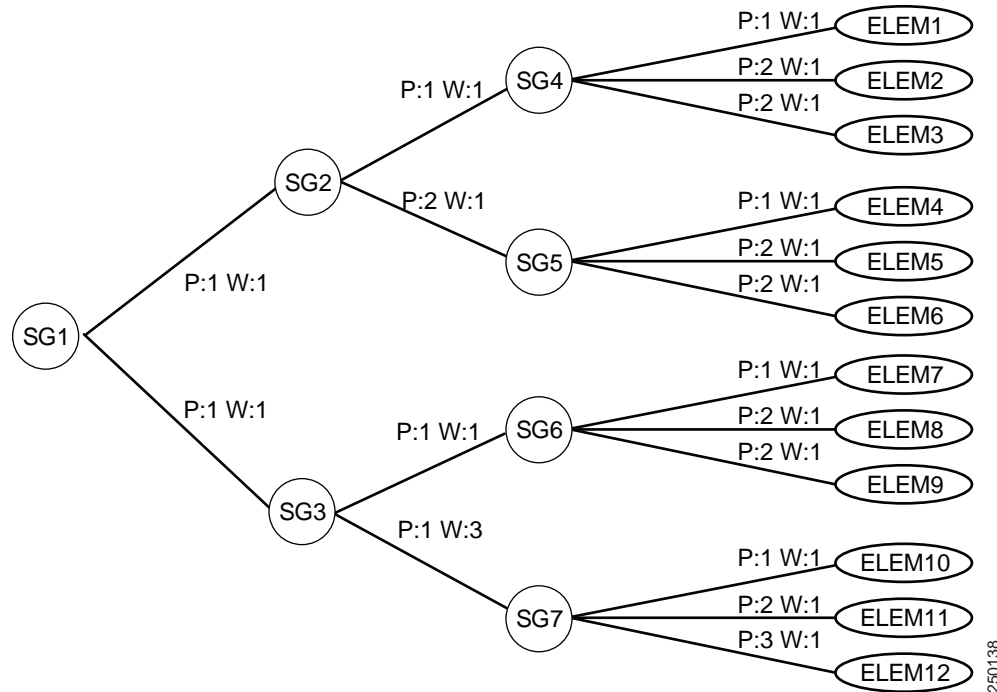 P:1 W:1
ELEM1
SG4
P:2 W:1
ELEM2
P:1 W:1
P:2 W:1
ELEM3
SG2
P:2 W:1
P:1 W:1
ELEM4
SG5
P:2 W:1
ELEM5
P:2 W:1
ELEM6
P:1 W:1
SG1
P:1 W:1
P:1 W:1
P:1 W:1
ELEM7
SG6
P:2 W:1
ELEM8
P:2 W:1
ELEM9
SG3
P:1 W:3
P:1 W:1
ELEM10
SG7
P:2 W:1
ELEM11
P:3 W:1
ELEM12
250138